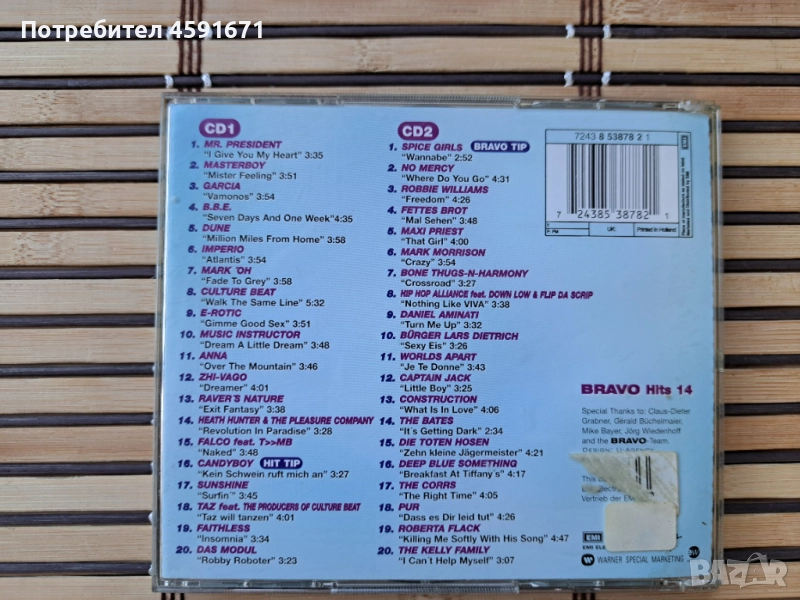 Потребител 4591671
CD1
1. MR. PRESIDENT
"I Give You My Heart" 3:35
2. MASTERBOY
"Mister Feeling" 3:51
3. GARCIA
"Vamonos" 3:54
4. B.B.E.
"Seven Days And One Week"4:35
5. DUNE
"Million Miles From Home" 3:58
6. IMPERIO
"Atlantis" 3:54
7. MARK 'OH
"Fade To Grey" 3:58
8. CULTURE BEAT
"Walk The Same Line" 5:32
9. E-ROTIC
"Gimme Good Sex" 3:51
10. MUSIC INSTRUCTOR
"Dream A Little Dream" 3:48
11. ANNA
"Over The Mountain" 3:46
12. ZHI-VAGO
"Dreamer" 4:01
13. RAVER'S NATURE
"Exit Fantasy" 3:38
14. HEATH HUNTER & THE PLEASURE COMPANY
"Revolution In Paradise" 3:28
15. FALCO feat. T>>MB
"Naked" 3:48
16. CANDYBOY HIT TIP
"Kein Schwein ruft mich an" 3:27
17. SUNSHINE
"Surfin´" 3:45
18. TAZ feat. THE PRODUCERS OF CULTURE BEAT
"Taz will tanzen" 4:01
19. FAITHLESS
"Insomnia" 3:34
20. DAS MODUL
"Robby Roboter" 3:23
CD2
1. SPICE GIRLS BRAVO TIP
"Wannabe" 2:52
2. NO MERCY
"Where Do You Go" 4:31
3. ROBBIE WILLIAMS
"Freedom" 4:26
4. FETTES BROT
"Mal Sehen" 3:48
5. MAXI PRIEST
"That Girl" 4:00
6. MARK MORRISON
"Crazy" 3:54
7. BONE THUGS-N-HARMONY
"Crossroad" 3:27
8. HIP HOP ALLIANCE feat. DOWN LOW & FLIP DA SCRIP
"Nothing Like VIVA" 3:38
9. DANIEL AMINATI
"Turn Me Up" 3:32
10. BÜRGER LARS DIETRICH
"Sexy Eis" 3:26
11. WORLDS APART
"Je Te Donne" 3:43
12. CAPTAIN JACK
"Little Boy" 3:25
13. CONSTRUCTION
"What Is In Love" 4:06
14. THE BATES
"It´s Getting Dark" 2:34
15. DIE TOTEN HOSEN
"Zehn kleine Jägermeister" 4:21
16. DEEP BLUE SOMETHING
"Breakfast At Tiffany´s" 4:16
17. THE CORRS
"The Right Time" 4:05
18. PUR
"Dass es Dir leid tut" 4:26
19. ROBERTA FLACK
"Killing Me Softly With His Song" 4:47
20. THE KELLY FAMILY
"I Can´t Help Myself" 3:07
7243 8 53878 2 1
EMI
7 24385 38782 1
UK:
Printed in Holland
BRAVO Hits 14
Special Thanks to: Claus-Dieter
Grabner, Gerald Büchelmaier,
Mike Bayer, Jörg Wiedenhoff
and the BRAVO-Team.
Vertrieb der
EMI
WARNER SPECIAL MARKETING
BAZAR